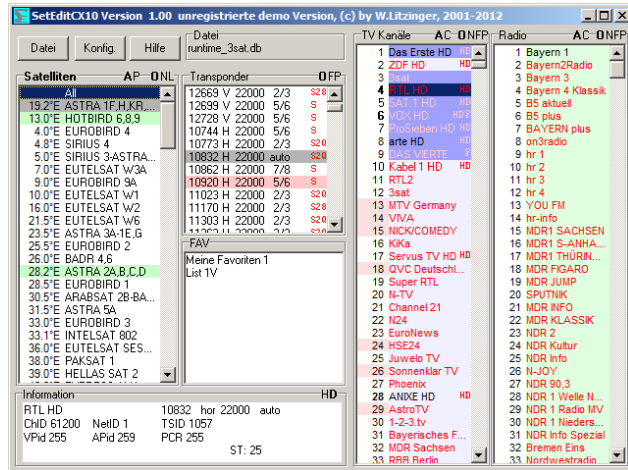 SetEditCX10 Version 1.00 unregistrierte demo Version, (c) by W.Litzinger, 2001-2012
Datei
Konfig.
Hilfe
Datei
runtime_3sat.db
Satelliten A P O N L
All
19.2°E ASTRA 1F,H,KR,...
13.0°E HOTBIRD 6,8,9
4.0°E EUROBIRD 4
4.8°E SIRIUS 4
5.0°E SIRIUS 3-ASTRA...
7.0°E EUTELSAT W3A
9.0°E EUROBIRD 9A
10.0°E EUTELSAT W1
16.0°E EUTELSAT W2
21.5°E EUTELSAT W6
23.5°E ASTRA 3A-1E,G
25.5°E EUROBIRD 2
26.0°E BADR 4,6
28.2°E ASTRA 2A,B,C,D
28.5°E EUROBIRD 1
30.5°E ARABSAT 2B-BA...
31.5°E ASTRA 5A
33.0°E EUROBIRD 3
33.1°E INTELSAT 802
36.0°E EUTELSAT SES...
38.0°E PAKSAT 1
39.0°E HELLAS SAT 2
Transponder O F P
12669 V 22000 2/3 S28
12699 V 22000 5/6 S
12728 V 22000 5/6 S
10744 H 22000 5/6 S
10773 H 22000 2/3 S20
10832 H 22000 auto S20
10862 H 22000 7/8 S
10920 H 22000 5/6 S
11023 H 22000 2/3 S20
11170 H 22000 2/3 S28
11303 H 22000 2/3 S20
FAV
Meine Favoriten 1
List 1V
TV Kanäle A C O N F P
1 Das Erste HD HD
2 ZDF HD HD
3 3sat
4 RTL HD HD
5 SAT.1 HD HD
6 VOX HD HD
7 ProSieben HD HD
8 arte HD HD
9 DAS VIERTE
10 Kabel 1 HD HD
11 RTL2
12 3sat
13 MTV Germany
14 VIVA
15 NICK/COMEDY
16 KiKa
17 Servus TV HD HD
18 QVC Deutschl...
19 Super RTL
20 N-TV
21 Channel 21
22 N24
23 EuroNews
24 HSE24
25 Juwelo TV
26 Sonnenklar TV
27 Phoenix
28 ANIXE HD HD
29 AstroTV
30 1-2-3.tv
31 Bayerisches F...
32 MDR Sachsen
33 RBB Berlin
Radio A C O N F P
1 Bayern 1
2 Bayern2Radio
3 Bayern 3
4 Bayern 4 Klassik
5 B5 aktuell
6 B5 plus
7 BAYERN plus
8 on3radio
9 hr 1
10 hr 2
11 hr 3
12 hr 4
13 YOU FM
14 hr-info
15 MDR1 SACHSEN
16 MDR1 S-ANHA...
17 MDR1 THÜRIN...
18 MDR FIGARO
19 MDR JUMP
20 SPUTNIK
21 MDR INFO
22 MDR KLASSIK
23 NDR 2
24 NDR Kultur
25 NDR Info
26 N-JOY
27 NDR 90,3
28 NDR 1 Welle N...
29 NDR 1 Radio MV
30 NDR 1 Nieders...
31 NDR Info Spezial
32 Bremen Eins
33 Nordwestradio
Information HD
RTL HD 10832 hor 22000 auto
ChID 61200 NetID 1 TSID 1057
VPid 255 APid 259 PCR 255
ST: 25